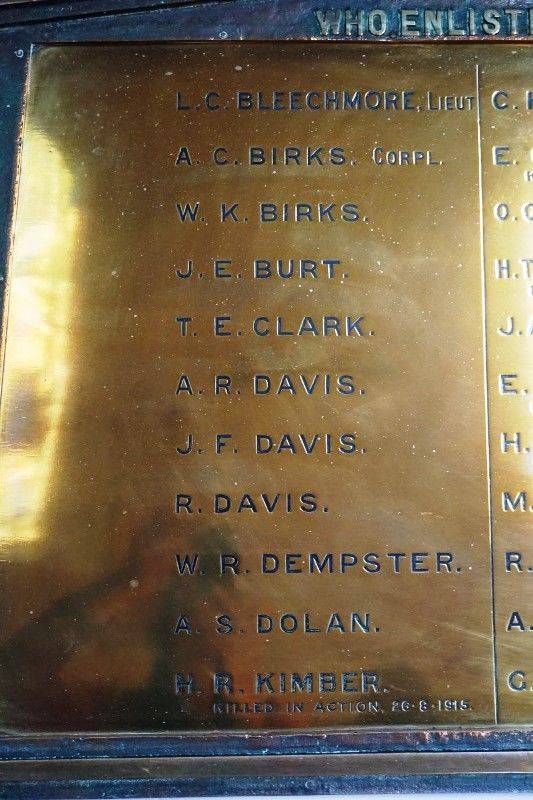 WHO ENLIST
L. C. BLEECHMORE, LIEUT
A. C. BIRKS. CORPL.
W. K. BIRKS.
J. E. BURT.
T. E. CLARK.
A. R. DAVIS.
J. F. DAVIS.
R. DAVIS.
W. R. DEMPSTER.
A. S. DOLAN.
H. R. KIMBER.
KILLED IN ACTION, 26·8·1915.
C.
E.
O.
H.T
J.
E.
H.
M.
R.
A.
G.